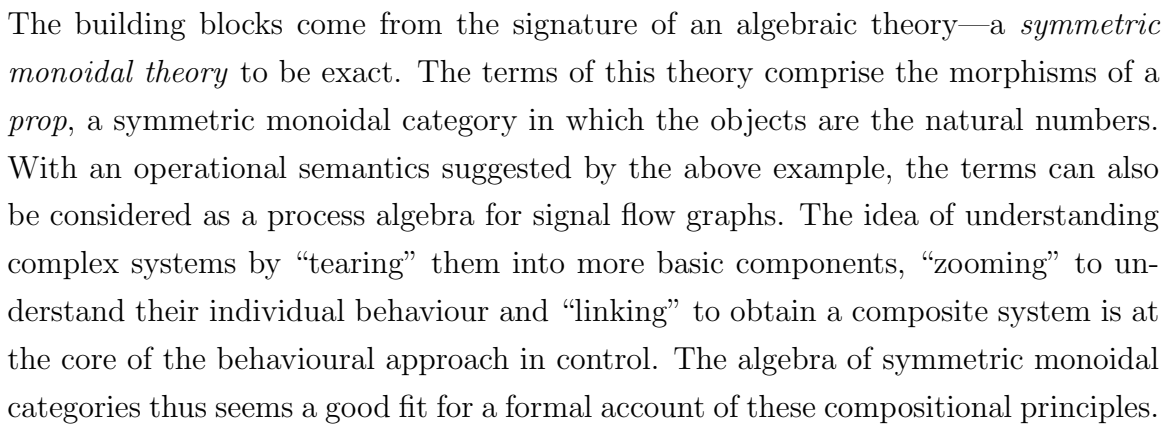 The building blocks come from the signature of an algebraic theory—a symmetric
monoidal theory to be exact. The terms of this theory comprise the morphisms of a
prop, a symmetric monoidal category in which the objects are the natural numbers.
With an operational semantics suggested by the above example, the terms can also
be considered as a process algebra for signal flow graphs. The idea of understanding
complex systems by “tearing” them into more basic components, “zooming” to un-
derstand their individual behaviour and “linking” to obtain a composite system is at
the core of the behavioural approach in control. The algebra of symmetric monoidal
categories thus seems a good fit for a formal account of these compositional principles.